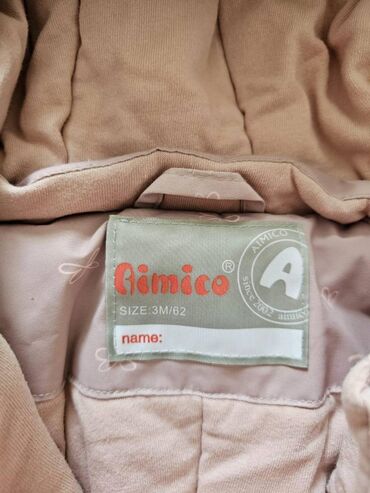 Aimico®
SIZE:3M/62
name:
AIMICO
A
since 2002